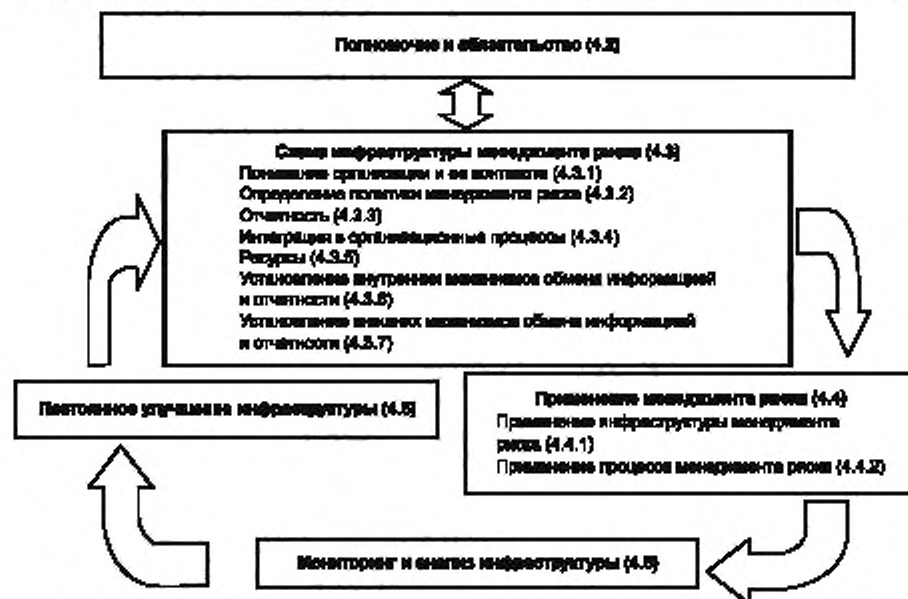 Полномочие и обязательство (4.2)
Схема инфраструктуры менеджмента риска (4.3)
Понимание организации и ее контекста (4.3.1)
Определение политики менеджмента риска (4.3.2)
Отчетность (4.3.3)
Интеграция в организационные процессы (4.3.4)
Ресурсы (4.3.5)
Установление внутренних механизмов обмена информацией
и отчетности (4.3.6)
Установление внешних механизмов обмена информацией
и отчетности (4.3.7)
Постоянное улучшение инфраструктуры
Применение менеджмента риска (4.4)
Применение инфраструктуры менеджмента
риска (4.4.1)
Применение процесса менеджмента риска (4.4.2)
Мониторинг и анализ инфраструктуры